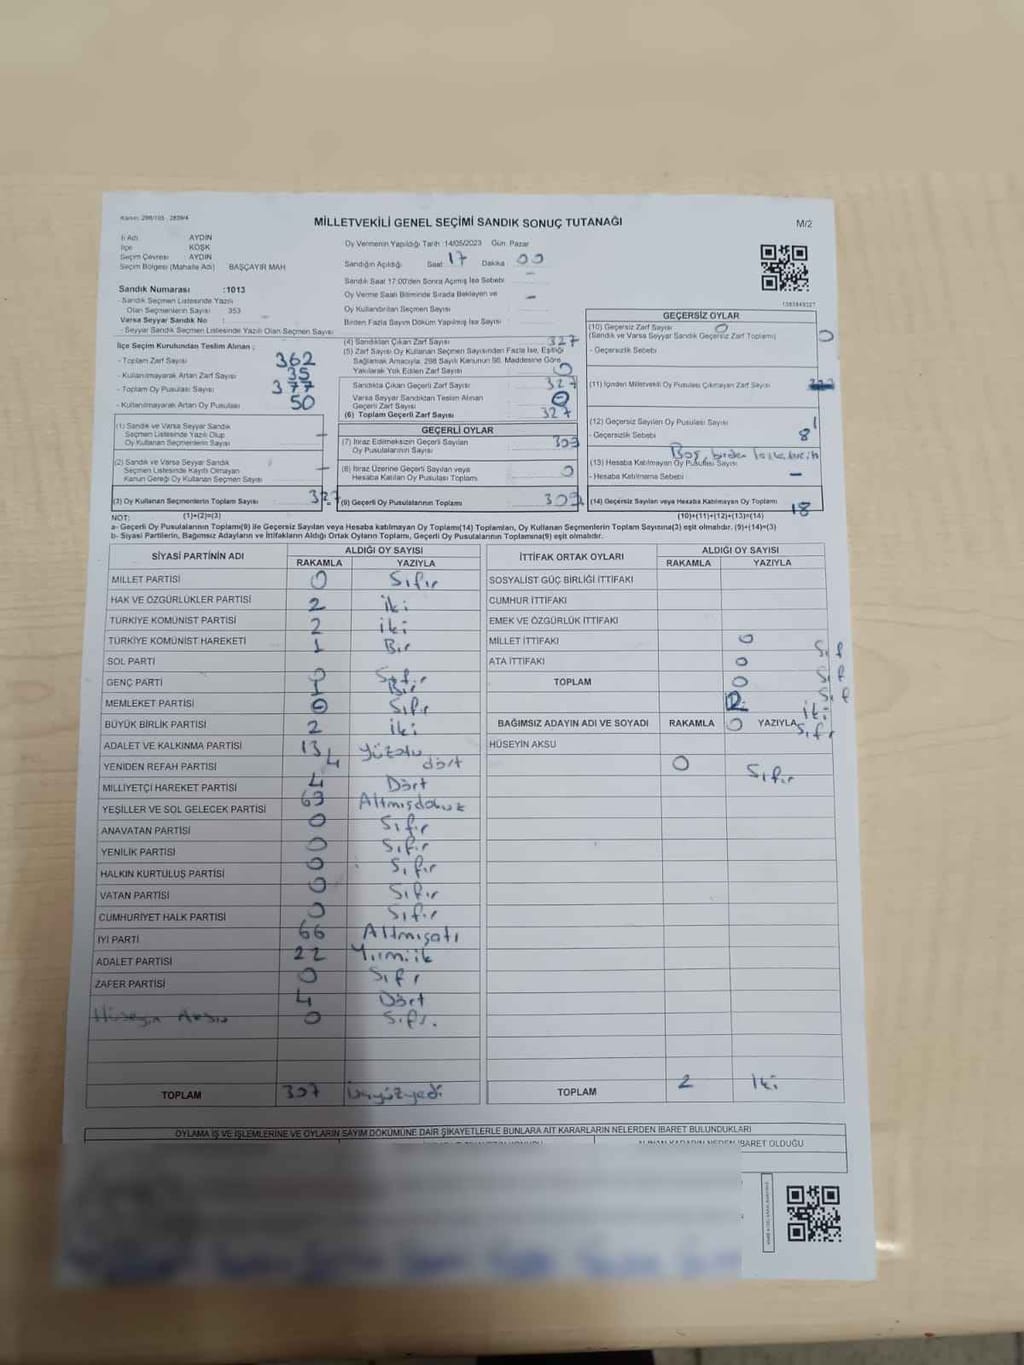 Kanun: 298/105 - 2839/4
MİLLETVEKİLİ GENEL SEÇİMİ SANDIK SONUÇ TUTANAĞI
M/2
İl Adı : AYDIN
İlçe : KÖŞK
Seçim Çevresi : AYDIN
Seçim Bölgesi (Mahalle Adı) BAŞÇAYIR MAH
Sandık Numarası :1013
- Sandık Seçmen Listesinde Yazılı
Olan Seçmenlerin Sayısı 353
Varsa Seyyar Sandık No :
- Seyyar Sandık Seçmen Listesinde Yazılı Olan Seçmen Sayısı
Oy Vermenin Yapıldığı Tarih :14/05/2023 Gün: Pazar
Sandığın Açıldığı Saat 17 Dakika 00
Sandık Saat 17:00'den Sonra Açılmış İse Sebebi -
Oy Verme Saati Bitiminde Sırada Bekleyen ve
Oy Kullandırılan Seçmen Sayısı -
Birden Fazla Sayım Döküm Yapılmış İse Sayısı
1383849327
İlçe Seçim Kurulundan Teslim Alınan ;
- Toplam Zarf Sayısı 362
- Kullanılmayarak Artan Zarf Sayısı 35
- Toplam Oy Pusulası Sayısı 377
- Kullanılmayarak Artan Oy Pusulası 50
(1) Sandık ve Varsa Seyyar Sandık
Seçmen Listesinde Yazılı Olup
Oy Kullanan Seçmenlerin Sayısı
(2) Sandık ve Varsa Seyyar Sandık
Seçmen Listesinde Kayıtlı Olmayan
Kanun Gereği Oy Kullanan Seçmen Sayısı
(3) Oy Kullanan Seçmenlerin Toplam Sayısı 327
(1)+(2)=(3)
(4) Sandıktan Çıkan Zarf Sayısı 327
(5) Zarf Sayısı Oy Kullanan Seçmen Sayısından Fazla İse, Eşitliği
Sağlamak Amacıyla, 298 Sayılı Kanunun 98. Maddesine Göre
Yakılarak Yok Edilen Zarf Sayısı 0
Sandıkta Çıkan Geçerli Zarf Sayısı 327
Varsa Seyyar Sandıktan Teslim Alınan
Geçerli Zarf Sayısı 0
(6) Toplam Geçerli Zarf Sayısı 327
GEÇERLİ OYLAR
(7) İtiraz Edilmeksizin Geçerli Sayılan
Oy Pusulalarının Sayısı 309
(8) İtiraz Üzerine Geçerli Sayılan veya
Hesaba Katılan Oy Pusulası Toplamı 0
(9) Geçerli Oy Pusulalarının Toplamı 309
GEÇERSİZ OYLAR
(10) Geçersiz Zarf Sayısı 0
(Sandık ve Varsa Seyyar Sandık Geçersiz Zarf Toplamı) 0
- Geçersizlik Sebebi
(11) İçinden Milletvekili Oy Pusulası Çıkmayan Zarf Sayısı
(12) Geçersiz Sayılan Oy Pusulası Sayısı
- Geçersizlik Sebebi 8
Boş, birden
(13) Hesaba Katılmayan Oy Pusulası Sayısı
- Hesaba Katılmama Sebebi -
(14) Geçersiz Sayılan veya Hesaba Katılmayan Oy Toplamı 18
(10)+(11)+(12)+(13)=(14)
NOT:
a- Geçerli Oy Pusulalarının Toplamı(9) ile Geçersiz Sayılan veya Hesaba katılmayan Oy Toplamı(14) Toplamları, Oy Kullanan Seçmenlerin Toplam Sayısına(3) eşit olmalıdır. (9)+(14)=(3)
b- Siyasi Partilerin, Bağımsız Adayların ve İttifakların Aldığı Ortak Oyların Toplamı, Geçerli Oy Pusulalarının Toplamına(9) eşit olmalıdır.
SİYASİ PARTİNİN ADI
ALDIĞI OY SAYISI
RAKAMLA YAZIYLA
MİLLET PARTİSİ 0 Sıfır
HAK VE ÖZGÜRLÜKLER PARTİSİ 2 iki
TÜRKİYE KOMÜNİST PARTİSİ 2 iki
TÜRKİYE KOMÜNİST HAREKETİ 1 Bir
SOL PARTİ 0 Sıfır
GENÇ PARTİ 1 Bir
MEMLEKET PARTİSİ 0 Sıfır
BÜYÜK BİRLİK PARTİSİ 2 iki
ADALET VE KALKINMA PARTİSİ 134 Yüzotu dört
YENİDEN REFAH PARTİSİ
MİLLİYETÇİ HAREKET PARTİSİ 4 Dört
YEŞİLLER VE SOL GELECEK PARTİSİ 69 Altmışdokuz
ANAVATAN PARTİSİ 0 Sıfır
YENİLİK PARTİSİ 0 Sıfır
HALKIN KURTULUŞ PARTİSİ 0 Sıfır
VATAN PARTİSİ 0 Sıfır
CUMHURİYET HALK PARTİSİ 0 Sıfır
İYİ PARTİ 66 Altmışatı
ADALET PARTİSİ 22 Yirmiik
ZAFER PARTİSİ 0 Sıfı
4 Dört
Hüseyin Aksu 0 Sıfı.
TOPLAM 307 üçyüzyedi
İTTİFAK ORTAK OYLARI
ALDIĞI OY SAYISI
RAKAMLA YAZIYLA
SOSYALİST GÜÇ BİRLİĞİ İTTİFAKI
CUMHUR İTTİFAKI
EMEK VE ÖZGÜRLÜK İTTİFAKI
MİLLET İTTİFAKI 0 Sıf
ATA İTTİFAKI 0 Sıf
TOPLAM 0 Sıf
2 iki
BAĞIMSIZ ADAYIN ADI VE SOYADI RAKAMLA 0 YAZIYLA Sıfır
HÜSEYİN AKSU 0 Sıfır
TOPLAM 2 iki
OYLAMA İŞ VE İŞLEMLERİNE VE OYLARIN SAYIM DÖKÜMÜNE DAİR ŞİKAYETLERLE BUNLARA AİT KARARLARIN NELERDEN İBARET BULUNDUKLARI
İBARET OLDUĞU